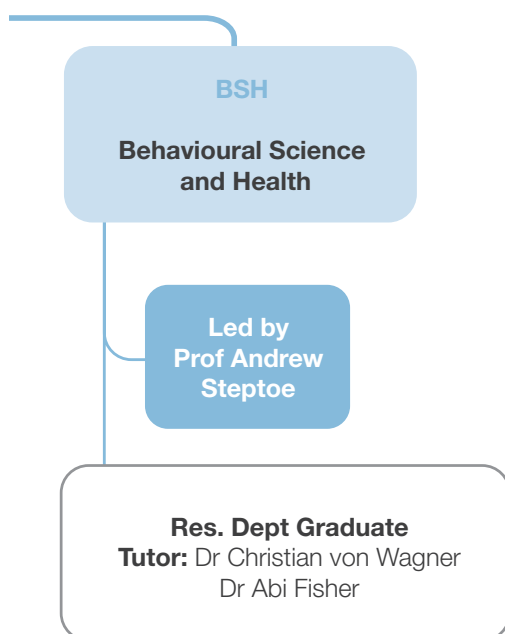 BSH
Behavioural Science
and Health
Led by
Prof Andrew
Steptoe
Res. Dept Graduate
Tutor: Dr Christian von Wagner
Dr Abi Fisher